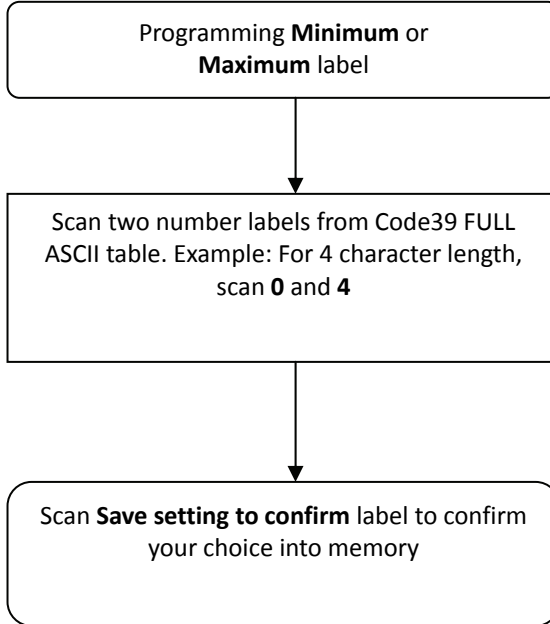 Programming Minimum or
Maximum label
Scan two number labels from Code39 FULL
ASCII table. Example: For 4 character length,
scan 0 and 4
Scan Save setting to confirm label to confirm
your choice into memory